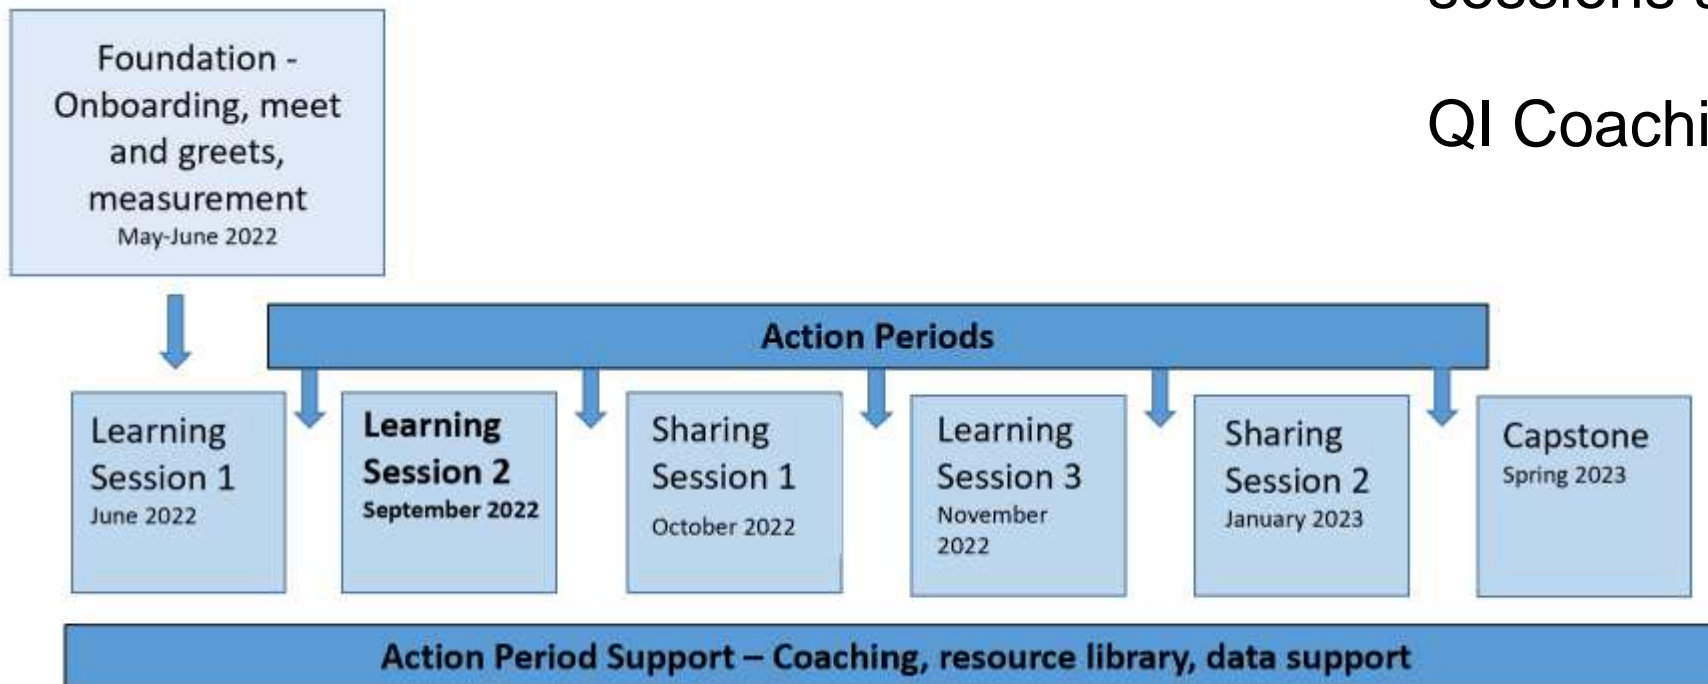 sessions
QI
Foundation -
Onboarding, meet
and greets,
measurement
May-June 2022
Action Periods
Learning
Session 1
June 2022
Learning
Session 2
September 2022
Sharing
Session 1
October 2022
Learning
Session 3
November
2022
Sharing
Session 2
January 2023
Capstone
Spring 2023
Action Period Support – Coaching, resource library, data support